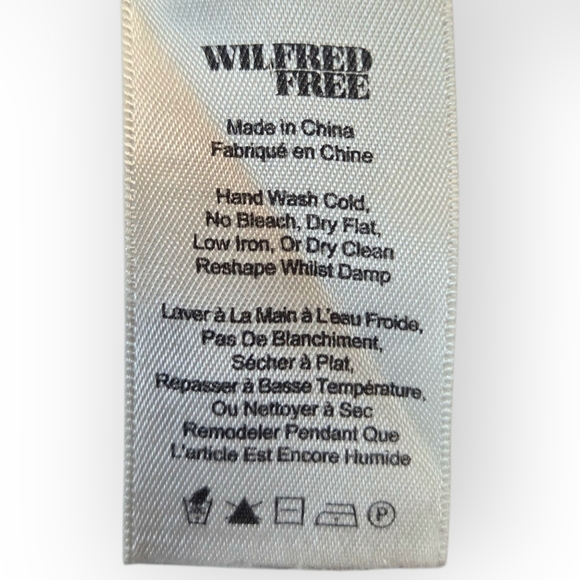 WILFRED
FREE
Made in China
Fabriqué en Chine
Hand Wash Cold,
No Bleach, Dry Flat,
Low Iron, Or Dry Clean
Reshape Whilst Damp
Laver à La Main à L'eau Froide,
Pas De Blanchiment,
Sécher à Plat,
Repasser à Basse Température,
Ou Nettoyer à Sec
Remodeler Pendant Que
L'article Est Encore Humide
P